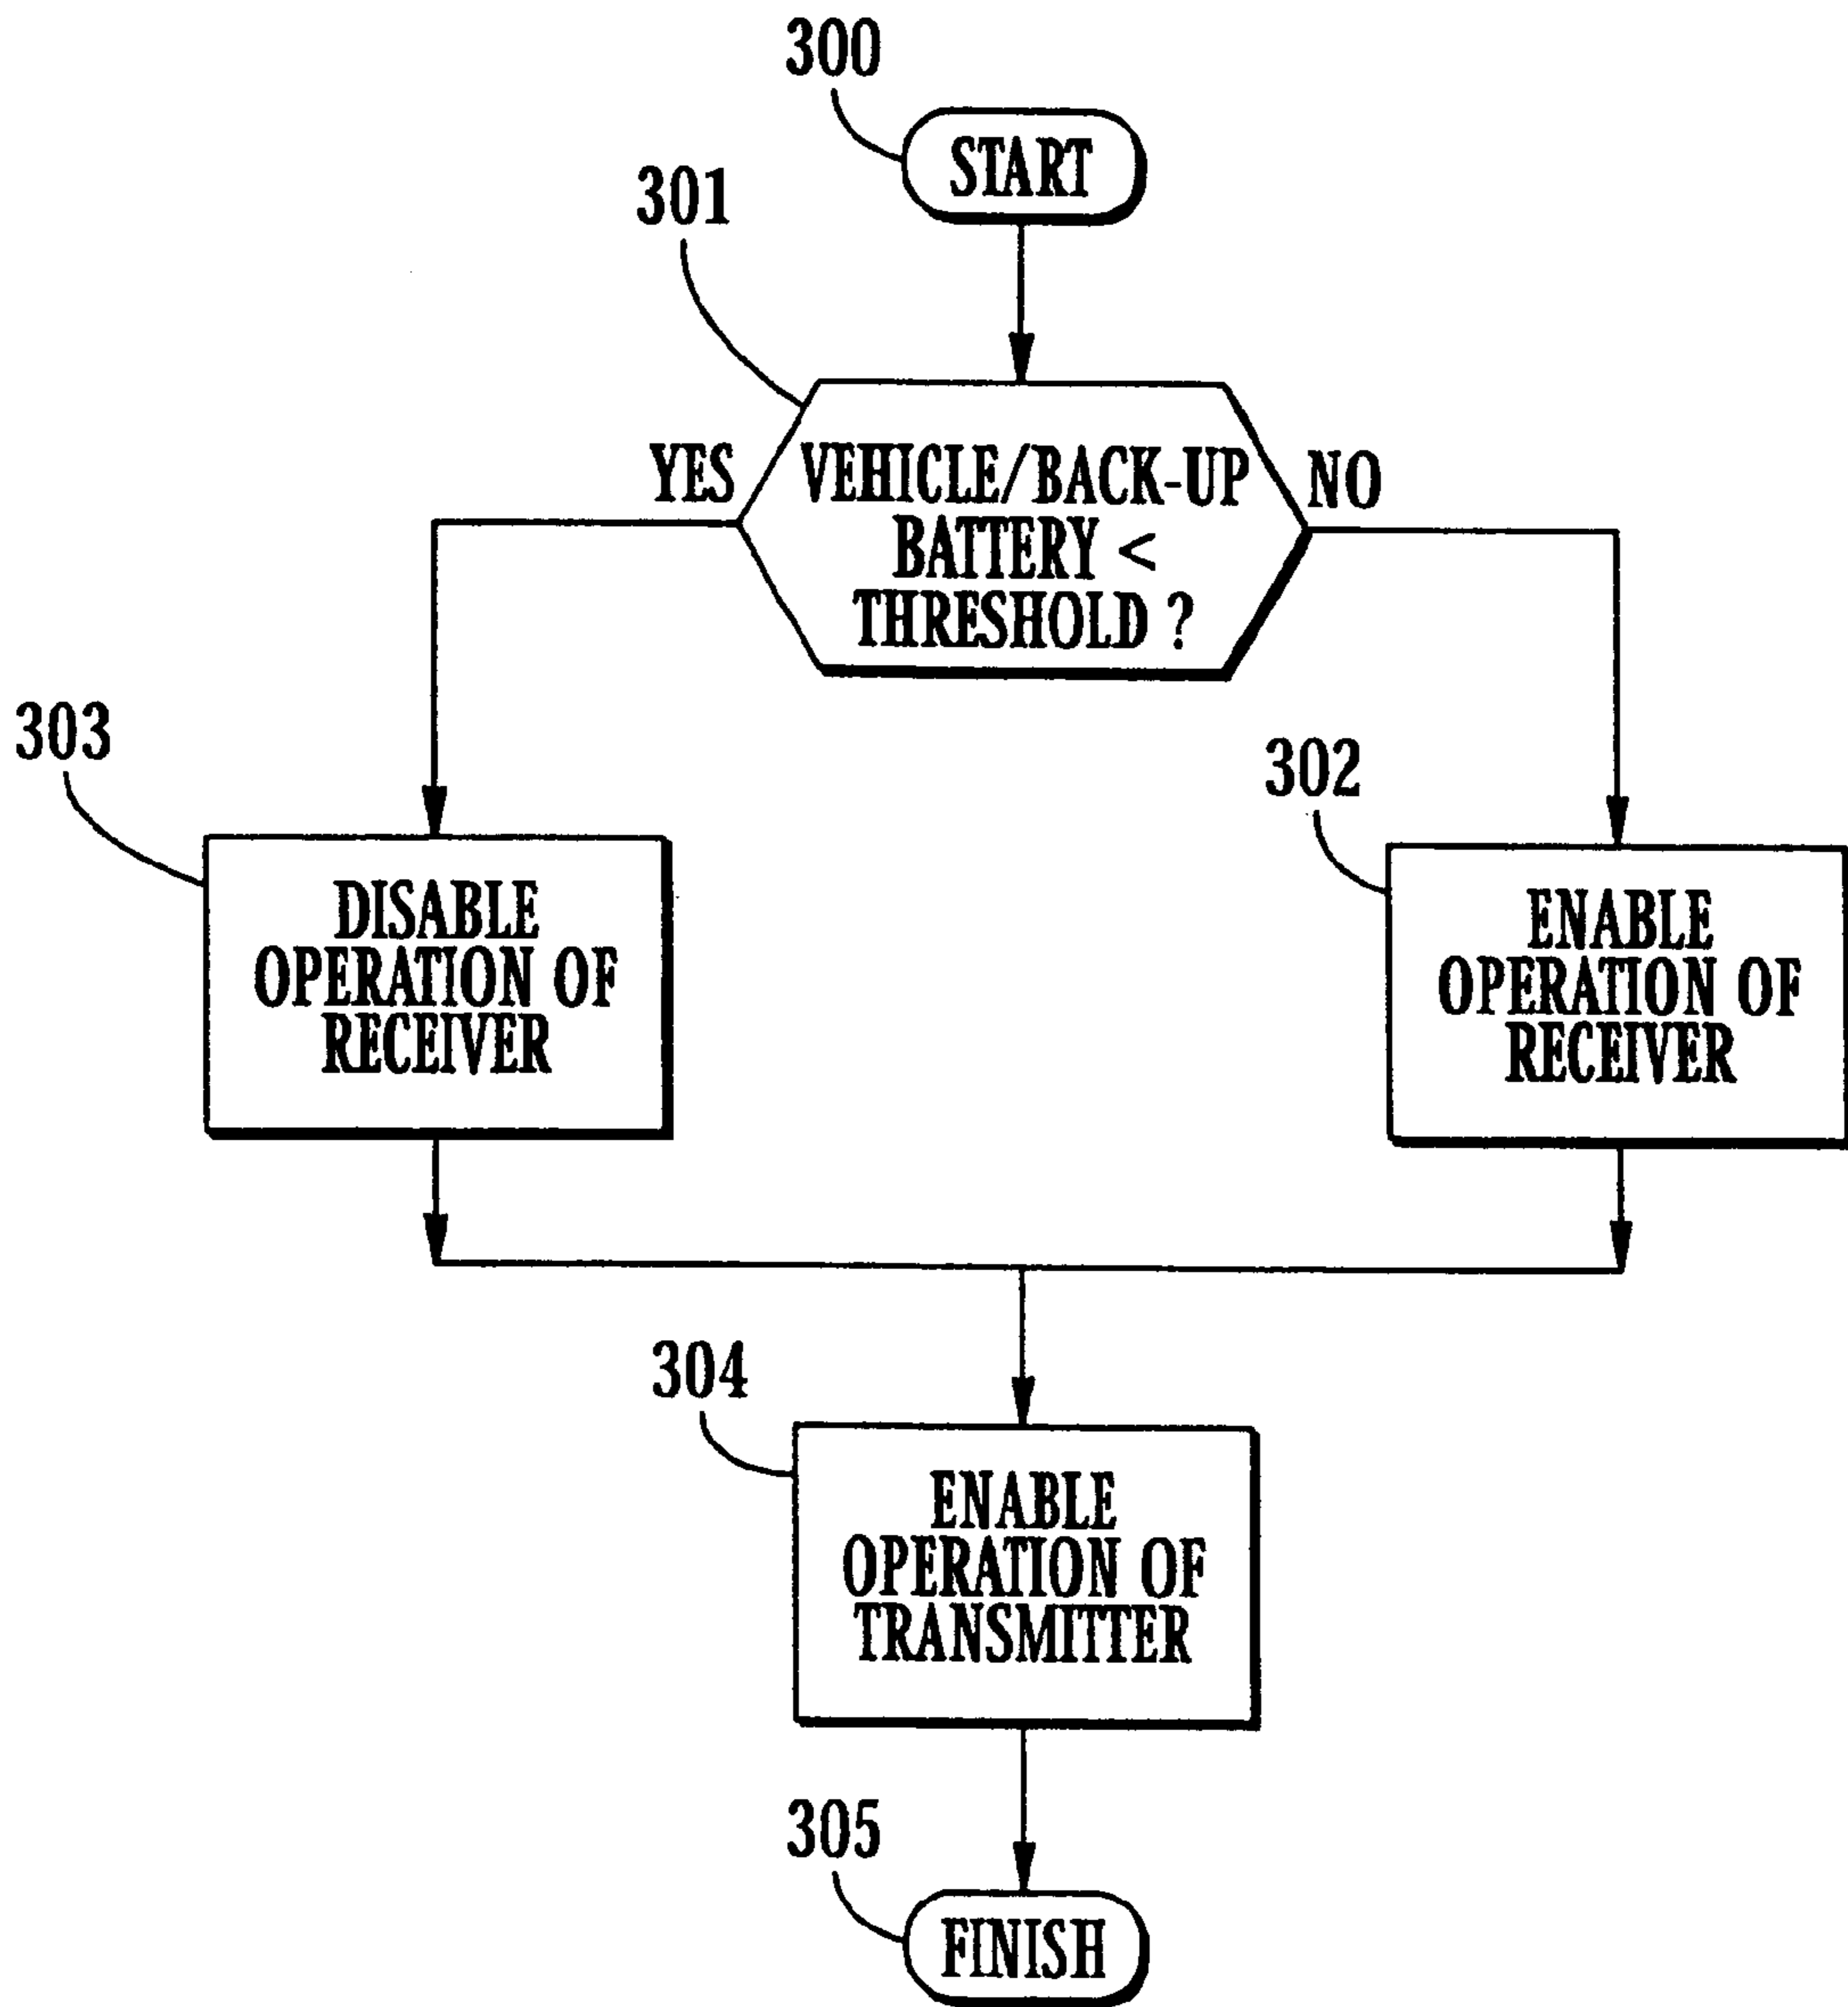 300
START
301
YES
VEHICLE/BACK-UP
BATTERY <
THRESHOLD ?
NO
303
DISABLE
OPERATION OF
RECEIVER
302
ENABLE
OPERATION OF
RECEIVER
304
ENABLE
OPERATION OF
TRANSMITTER
305
FINISH